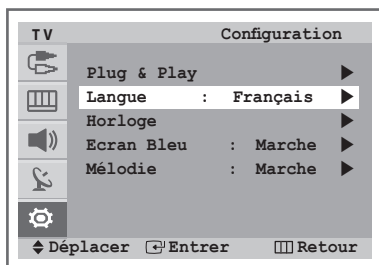 TV Configuration
Plug & Play
Langue : Français
Horloge
Ecran Bleu : Marche
Mélodie : Marche
Déplacer Entrer Retour